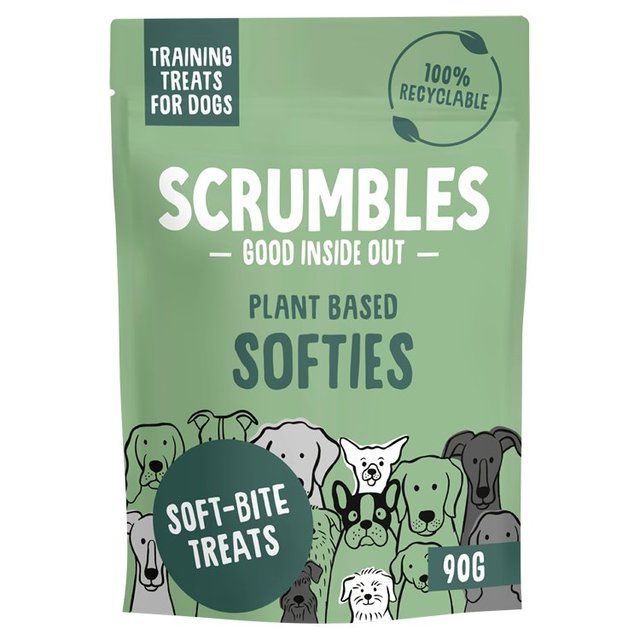 TRAINING
TREATS
FOR DOGS
100%
RECYCLABLE
SCRUMBLES
— GOOD INSIDE OUT —
PLANT BASED
SOFTIES
SOFT-BITE
TREATS
90G